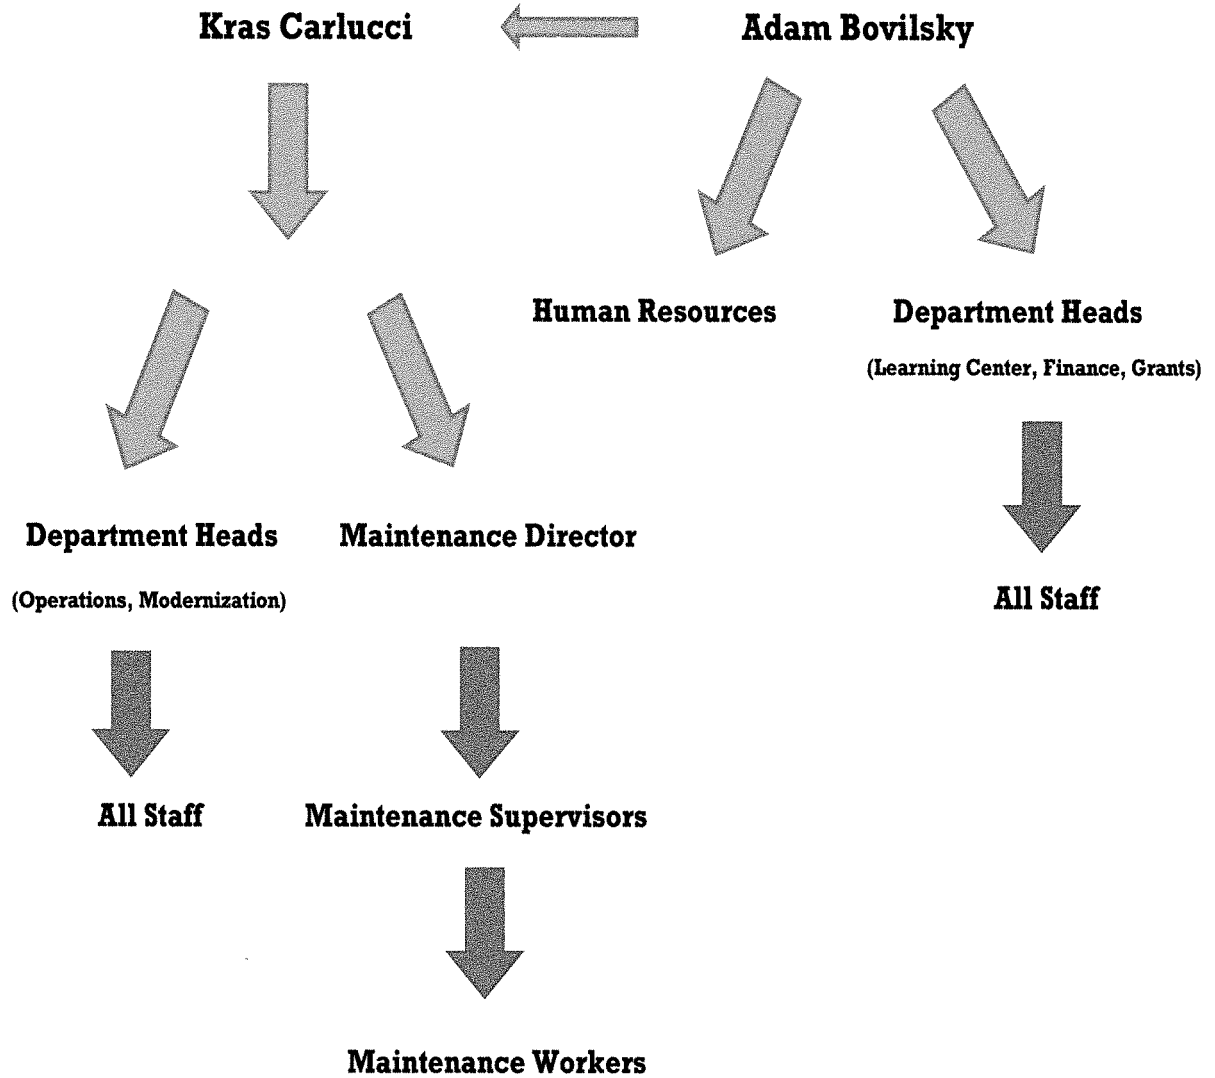 Kras Carlucci
Adam Bovilsky
Human Resources
Department Heads
(Learning Center, Finance, Grants)
Department Heads
Maintenance Director
(Operations, Modernization)
All Staff
All Staff
Maintenance Supervisors
Maintenance Workers